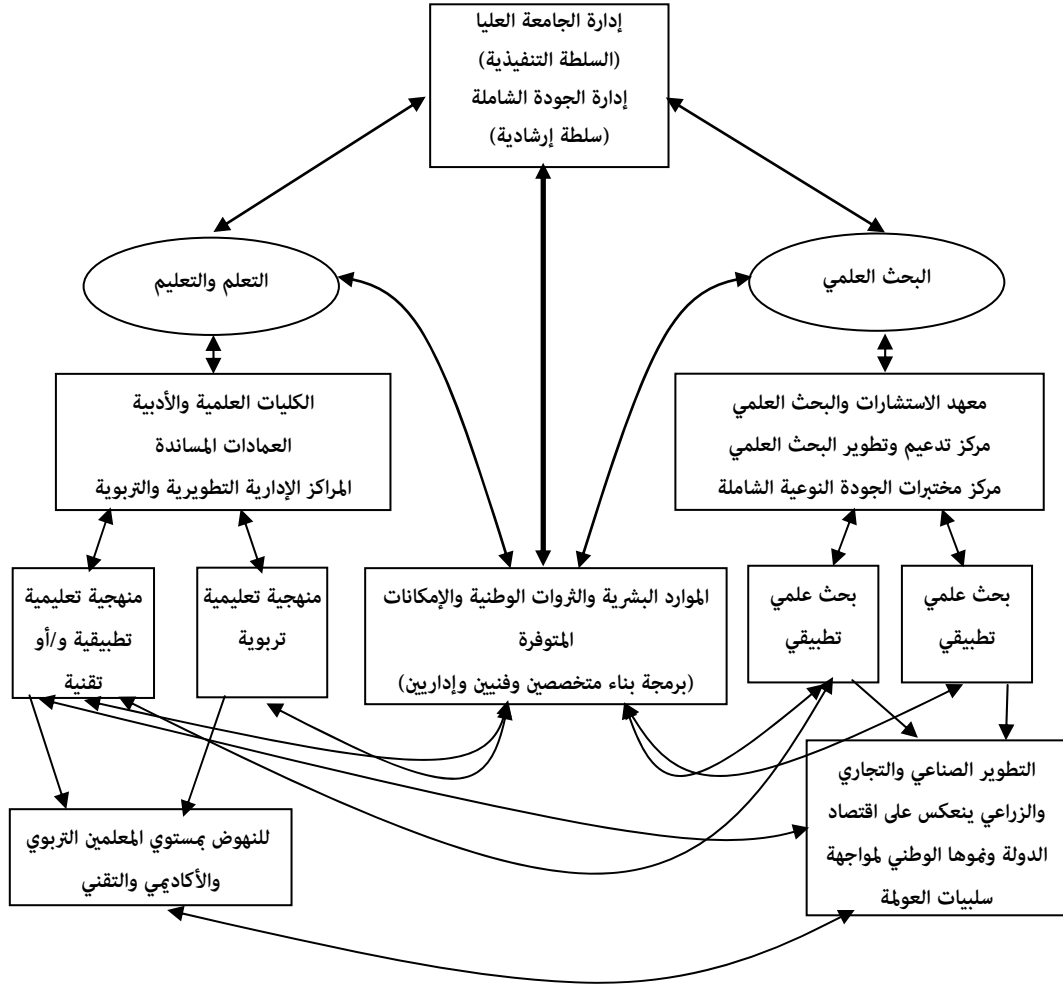 إدارة الجامعة العليا
(السلطة التنفيذية)
إدارة الجودة الشاملة
(سلطة إرشادية)
البحث العلمي
التعلم والتعليم
معهد الاستشارات والبحث العلمي
مركز تدعيم وتطوير البحث العلمي
مركز مختبرات الجودة النوعية الشاملة
الكليات العلمية والأدبية
العمادات المساندة
المراكز الإدارية التطويرية والتربوية
بحث علمي
تطبيقي
بحث علمي
تطبيقي
الموارد البشرية والثروات الوطنية والإمكانات
المتوفرة
(برمجة بناء متخصصين وفنيين وإداريين)
منهجية تعليمية
تربوية
منهجية تعليمية
تطبيقية و/أو
تقنية
التطوير الصناعي والتجاري
والزراعي ينعكس على اقتصاد
الدولة ونموها الوطني لمواجهة
سلبيات العولمة
للنهوض بمستوي المعلمين التربوي
والأكاديمي والتقني